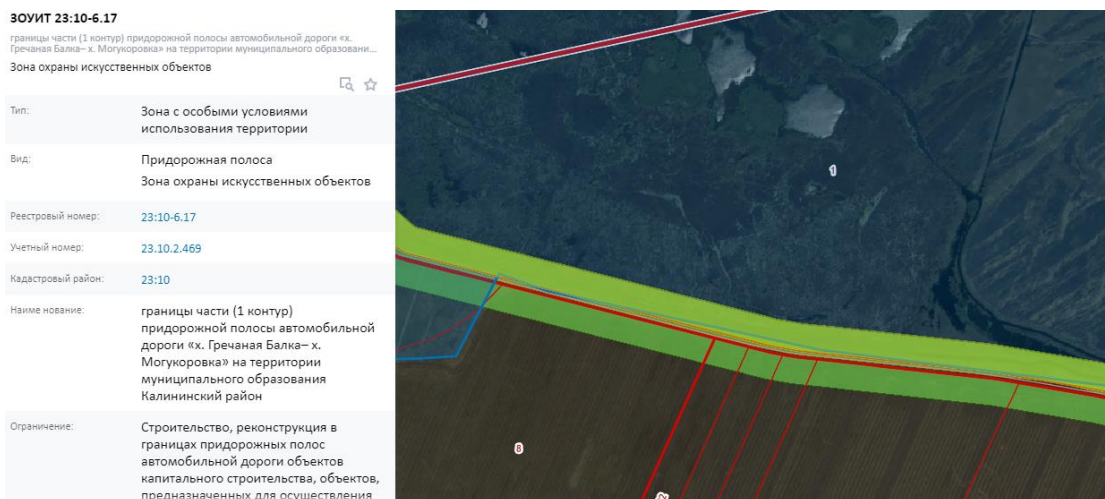 ЗОУИТ 23:10-6.17
границы части (1 контур) придорожной полосы автомобильной дороги «х.
Гречаная Балка– х. Могукоровка» на территории муниципального образовани...
Зона охраны искусственных объектов
Тип:
Зона с особыми условиями
использования территории
Вид:
Придорожная полоса
Зона охраны искусственных объектов
Реестровый номер:
23:10-6.17
Учетный номер:
23.10.2.469
Кадастровый район:
23:10
Наиме нование:
границы части (1 контур)
придорожной полосы автомобильной
дороги «х. Гречаная Балка– х.
Могукоровка» на территории
муниципального образования
Калининский район
Ограничение:
Строительство, реконструкция в
границах придорожных полос
автомобильной дороги объектов
капитального строительства, объектов,
предназначенных для осуществления
1
8
2